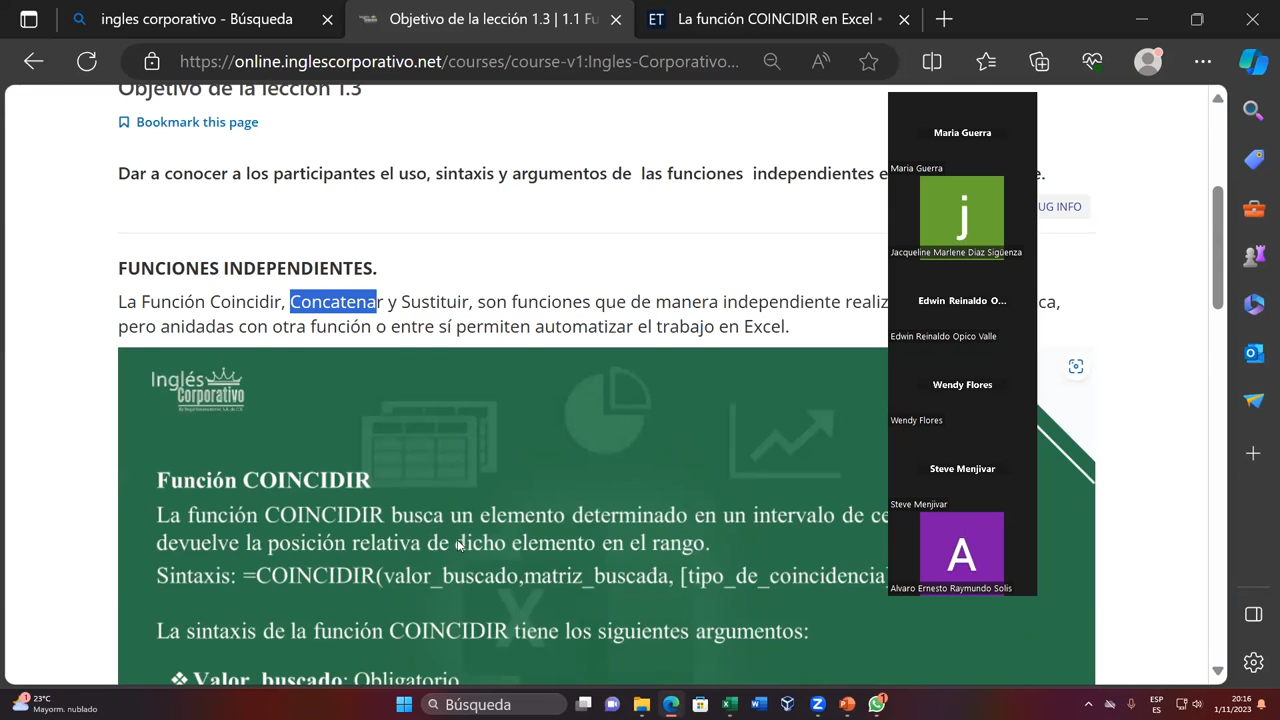 ingles corporativo - Búsqueda
Objetivo de la lección 1.3 | 1.1 Fu
ET
La función COINCIDIR en Excel •
https://online.inglescorporativo.net/courses/course-v1:Ingles-Corporativo...
Objetivo de la lección 1.3
Bookmark this page
Dar a conocer a los participantes el uso, sintaxis y argumentos de las funciones independientes e
e.
UG INFO
FUNCIONES INDEPENDIENTES.
La Función Coincidir, Concatenar y Sustituir, son funciones que de manera independiente realiz
ca,
pero anidadas con otra función o entre sí permiten automatizar el trabajo en Excel.
Inglés
Corporativo
Función COINCIDIR
La función COINCIDIR busca un elemento determinado en un intervalo de ce
devuelve la posición relativa de dicho elemento en el rango.
Sintaxis: =COINCIDIR(valor_buscado,matriz_buscada, [tipo_de_coincidencia]
La sintaxis de la función COINCIDIR tiene los siguientes argumentos:
❖ Valor_buscado: Obligatorio
Maria Guerra
Maria Guerra
j
Jacqueline Marlene Diaz Sigüenza
Edwin Reinaldo O...
Edwin Reinaldo Opico Valle
Wendy Flores
Wendy Flores
Steve Menjivar
Steve Menjivar
A
Alvaro Ernesto Raymundo Solis
1
23°C
Mayorm. nublado
Búsqueda
1
ESP
ES
20:16
1/11/2023